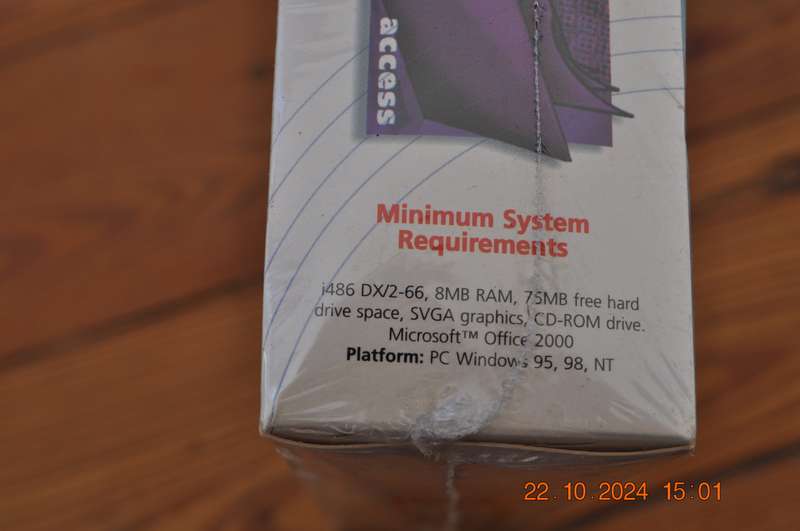 access
Minimum System
Requirements
i486 DX/2-66, 8MB RAM, 75MB free hard
drive space, SVGA graphics, CD-ROM drive.
Microsoft™ Office 2000
Platform: PC Windows 95, 98, NT
22.10.2024 15:01